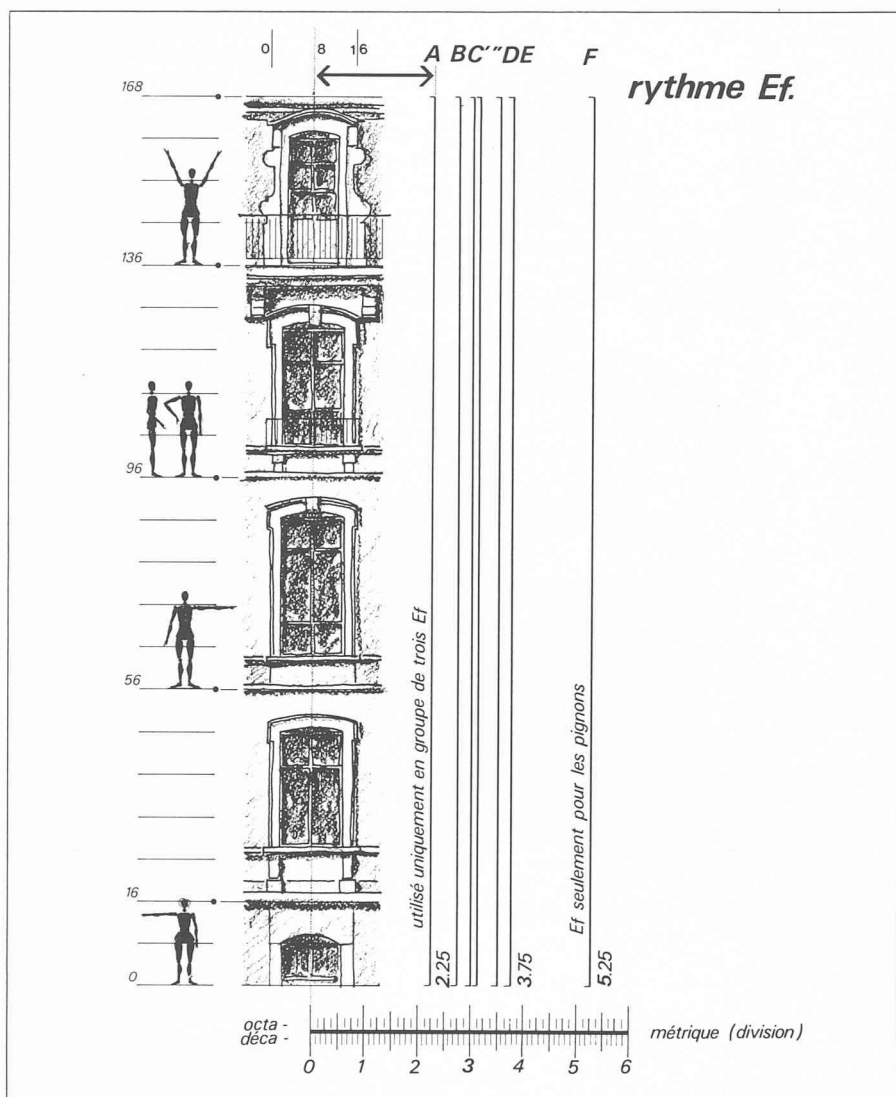 0 8 16 A B C' " D E F
rythme Ef.
168
136
96
56
16
0
utilisé uniquement en groupe de trois Ef
Ef seulement pour les pignons
2.25
3.75
5.25
octa -
déca -
métrique (division)
0 1 2 3 4 5 6